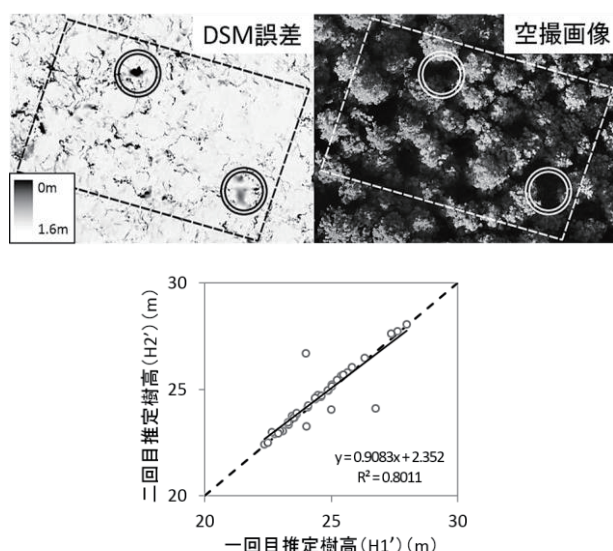 DSM誤差
空撮画像
0m
1.6m
30
25
20
二回目推定樹高(H2')(m)
y = 0.9083x + 2.352
R² = 0.8011
20
25
30
一回目推定樹高(H1')(m)